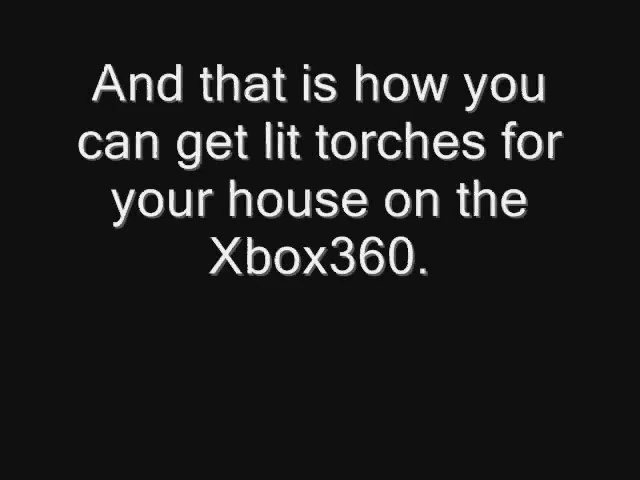 And that is how you
can get lit torches for
your house on the
Xbox360.